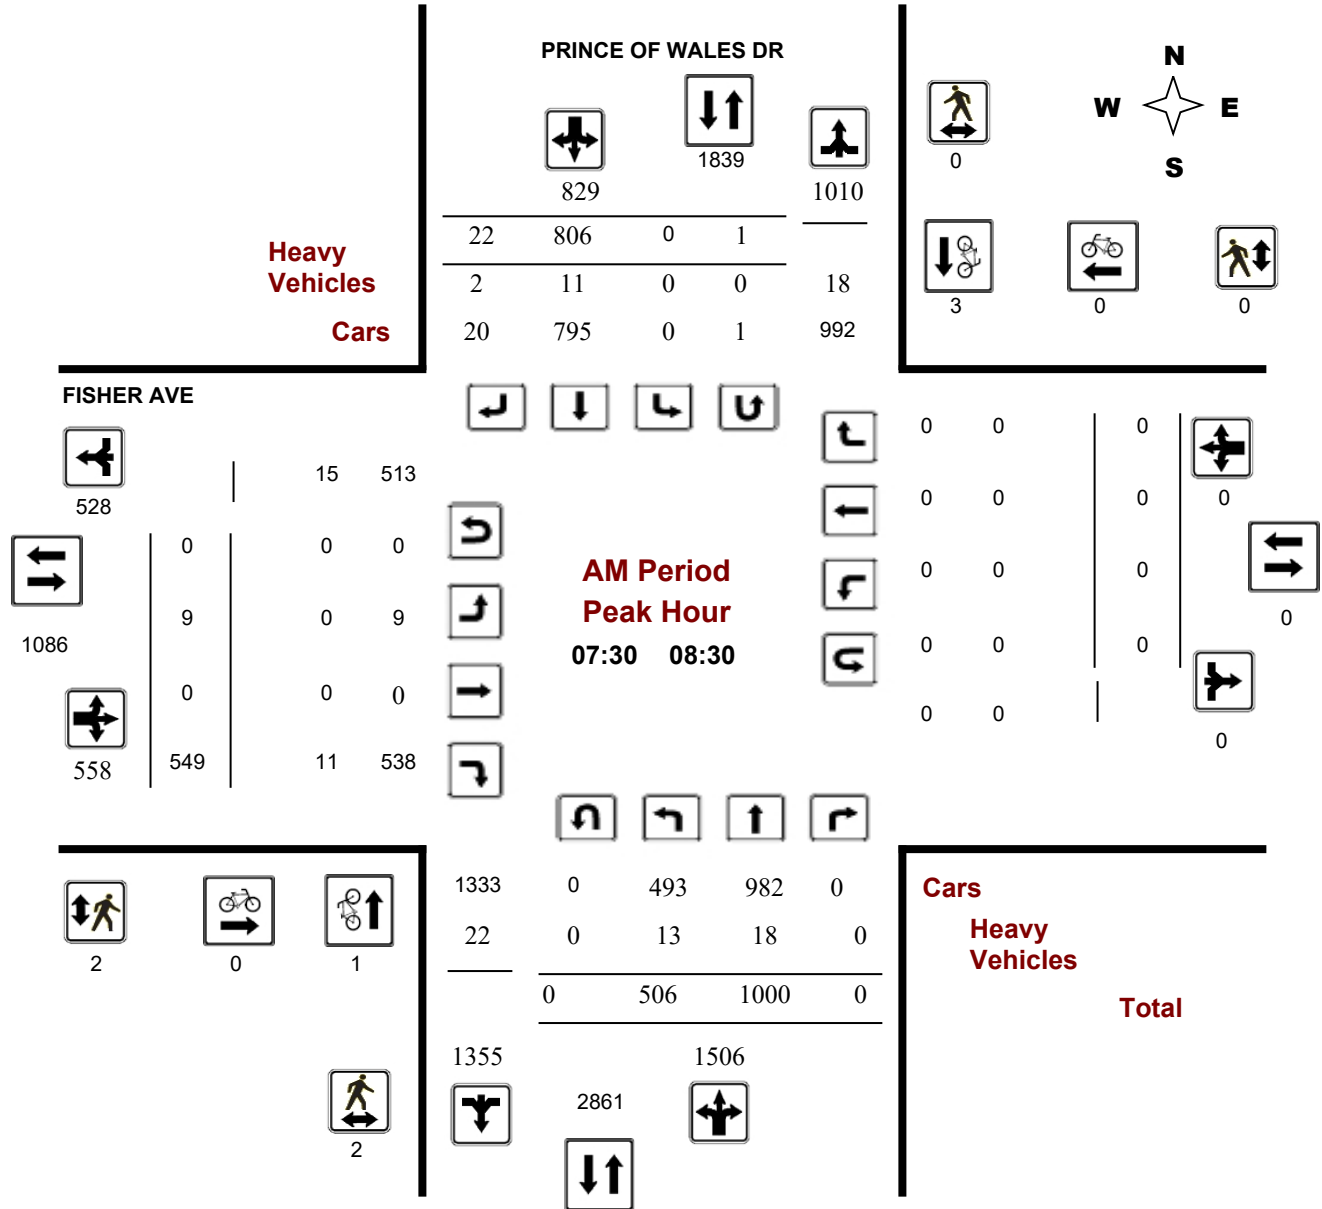 PRINCE OF WALES DR
N
W E
S
1839
0
829 1010
22 806 0 1
Heavy
Vehicles 2 11 0 0 18
3 0 0
Cars 20 795 0 1 992
FISHER AVE
0 0 0
15 513
528
0 0 0 0
0 0 0
AM Period
0 0 0
Peak Hour
9 0 9
0
1086
07:30 08:30
0 0 0
0 0 0
0 0
0
558 549 11 538
1333 0 493 982 0 Cars
22 0 13 18 0 Heavy
Vehicles
2 0 1
0 506 1000 0 Total
1355 1506
2861
2